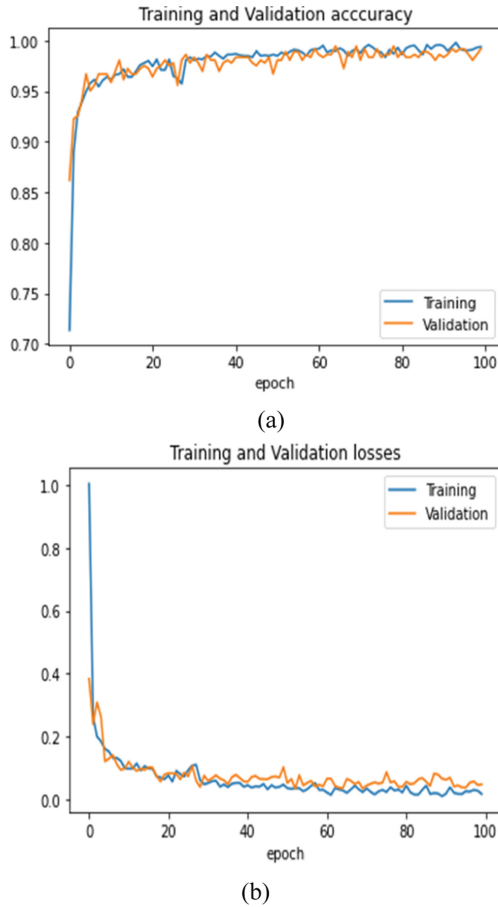 Training and Validation acccuracy
1.00
0.95
0.90
0.85
0.80
0.75
0.70
Training
Validation
0 20 40 60 80 100
epoch
(a)
Training and Validation losses
1.0
0.8
0.6
0.4
0.2
0.0
Training
Validation
0 20 40 60 80 100
epoch
(b)